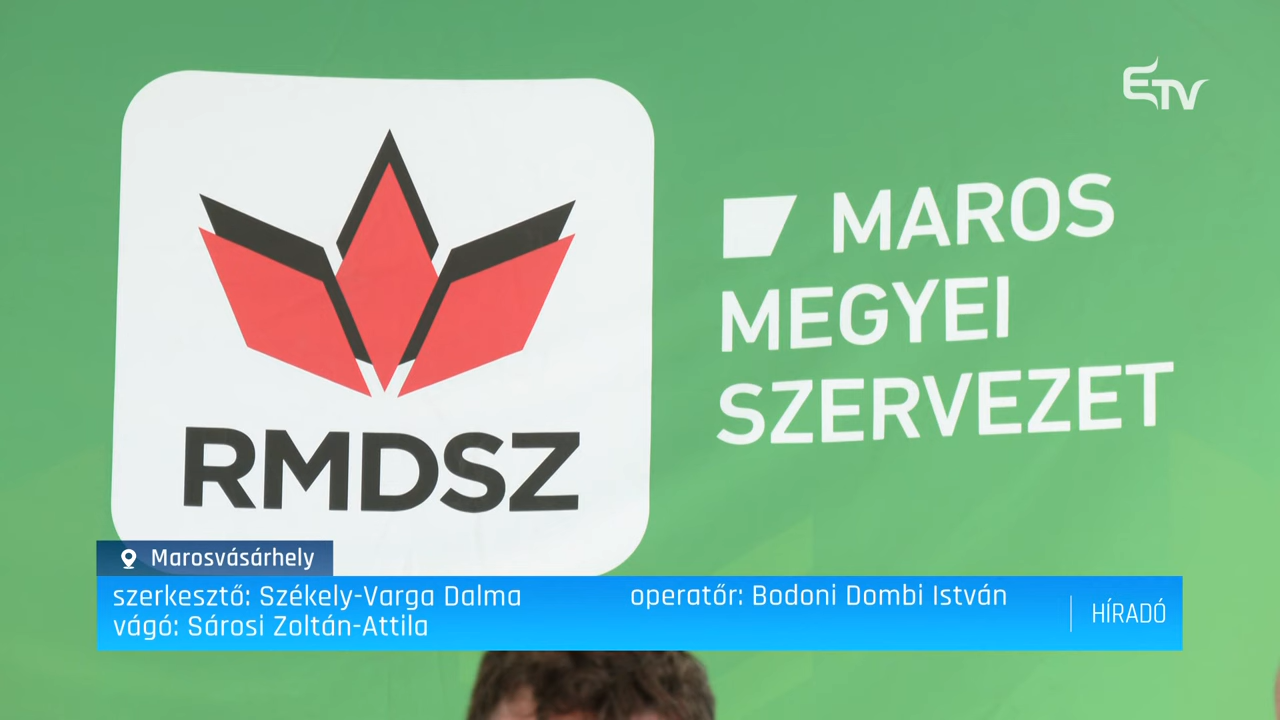 ETV
MAROS
MEGYEI
SZERVEZET
RMDSZ
Marosvásárhely
szerkesztő: Székely-Varga Dalma
operatőr: Bodoni Dombi István
vágó: Sárosi Zoltán-Attila
HÍRADÓ